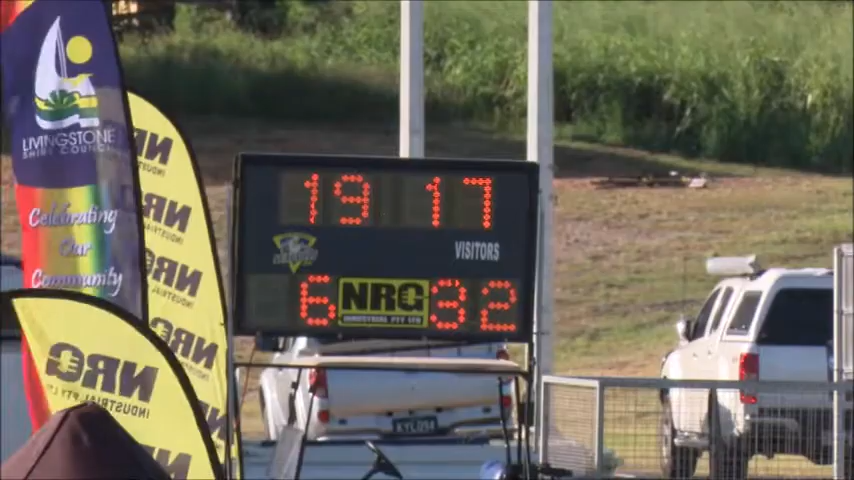 LIVINGSTONE
SHIRE COUNCIL
Celebrating
Our
Community
NRG
NRG
NRG
NRG
NRG
INDUSTRIAL PTY LTD
19 17
VISITORS
6 32
NRG
INDUSTRIAL PTY LTD